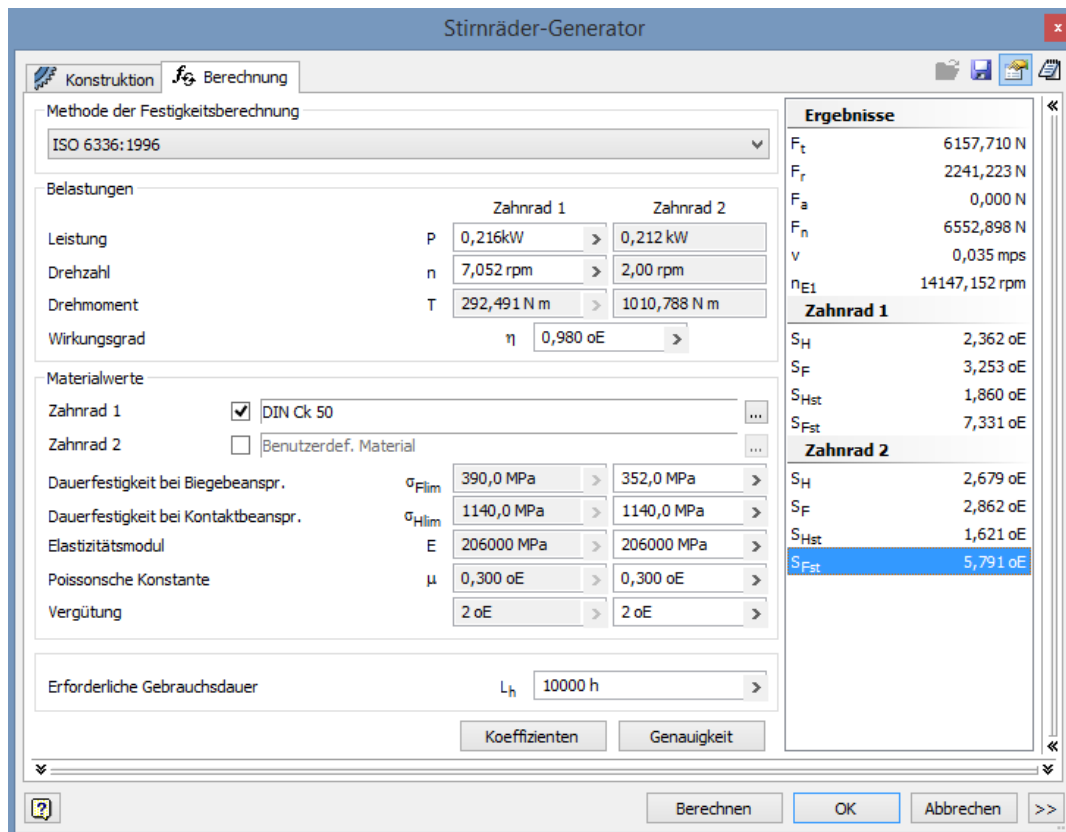 Stirnräder-Generator
x
Konstruktion
Berechnung
Methode der Festigkeitsberechnung
ISO 6336:1996
Belastungen
Zahnrad 1 Zahnrad 2
Leistung P 0,216kW > 0,212 kW
Drehzahl n 7,052 rpm > 2,00 rpm
Drehmoment T 292,491 N m > 1010,788 N m
Wirkungsgrad η 0,980 oE >
Materialwerte
Zahnrad 1 DIN Ck 50 ...
Zahnrad 2 Benutzerdef. Material ...
Dauerfestigkeit bei Biegebeanspr. σFlim 390,0 MPa > 352,0 MPa >
Dauerfestigkeit bei Kontaktbeanspr. σHlim 1140,0 MPa > 1140,0 MPa >
Elastizitätsmodul E 206000 MPa > 206000 MPa >
Poissonsche Konstante μ 0,300 oE > 0,300 oE >
Vergütung 2 oE > 2 oE >
Erforderliche Gebrauchsdauer Lh 10000 h >
Koeffizienten Genauigkeit
Ergebnisse
Ft 6157,710 N
Fr 2241,223 N
Fa 0,000 N
Fn 6552,898 N
v 0,035 mps
nE1 14147,152 rpm
Zahnrad 1
SH 2,362 oE
SF 3,253 oE
SHst 1,860 oE
SFst 7,331 oE
Zahnrad 2
SH 2,679 oE
SF 2,862 oE
SHst 1,621 oE
SFst 5,791 oE
? Berechnen OK Abbrechen >>